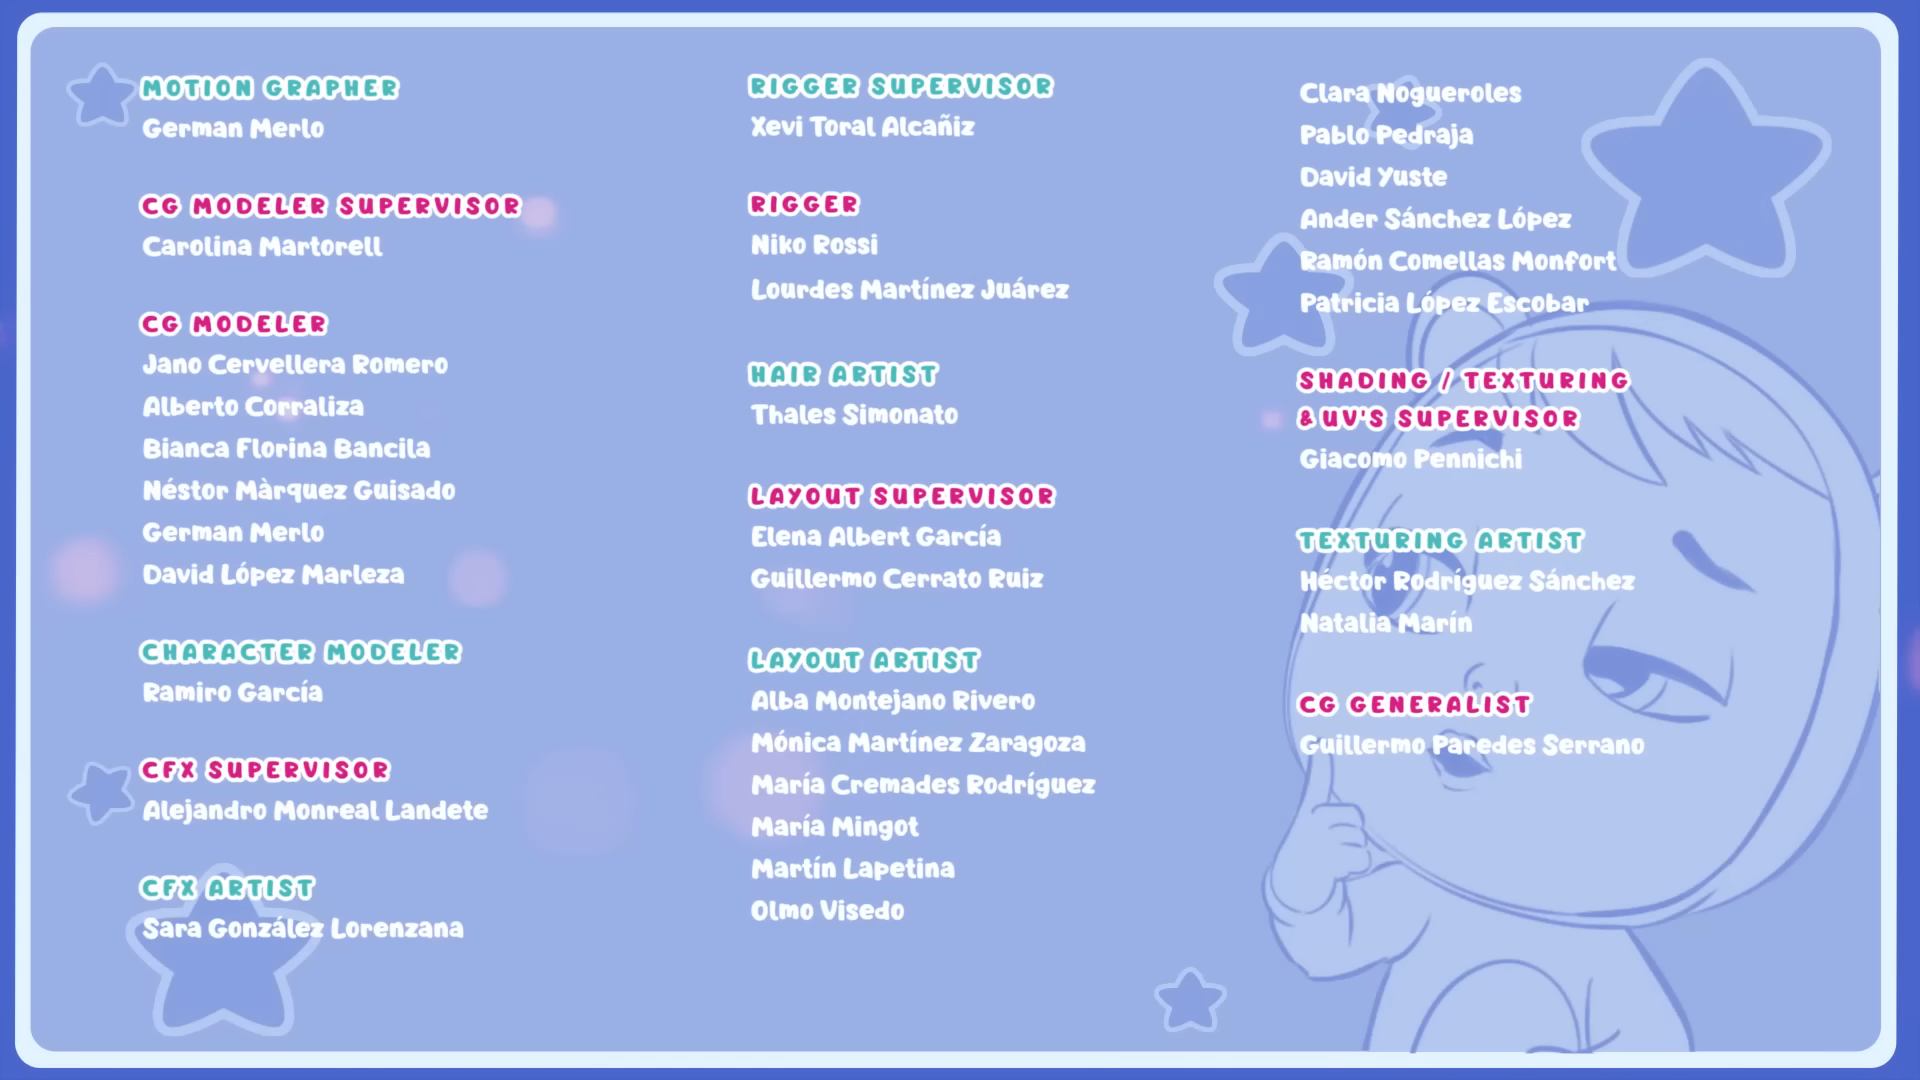 MOTION GRAPHER
German Merlo
CG MODELER SUPERVISOR
Carolina Martorell
CG MODELER
Jano Cervellera Romero
Alberto Corraliza
Bianca Florina Bancila
Néstor Màrquez Guisado
German Merlo
David López Marleza
CHARACTER MODELER
Ramiro García
CFX SUPERVISOR
Alejandro Monreal Landete
CFX ARTIST
Sara González Lorenzana
RIGGER SUPERVISOR
Xevi Toral Alcañiz
RIGGER
Niko Rossi
Lourdes Martínez Juárez
HAIR ARTIST
Thales Simonato
LAYOUT SUPERVISOR
Elena Albert García
Guillermo Cerrato Ruiz
LAYOUT ARTIST
Alba Montejano Rivero
Mónica Martínez Zaragoza
María Cremades Rodríguez
María Mingot
Martín Lapetina
Olmo Visedo
Clara Nogueroles
Pablo Pedraja
David Yuste
Ander Sánchez López
Ramón Comellas Monfort
Patricia López Escobar
SHADING / TEXTURING
& UV'S SUPERVISOR
Giacomo Pennichi
TEXTURING ARTIST
Héctor Rodríguez Sánchez
Natalia Marín
CG GENERALIST
Guillermo Paredes Serrano